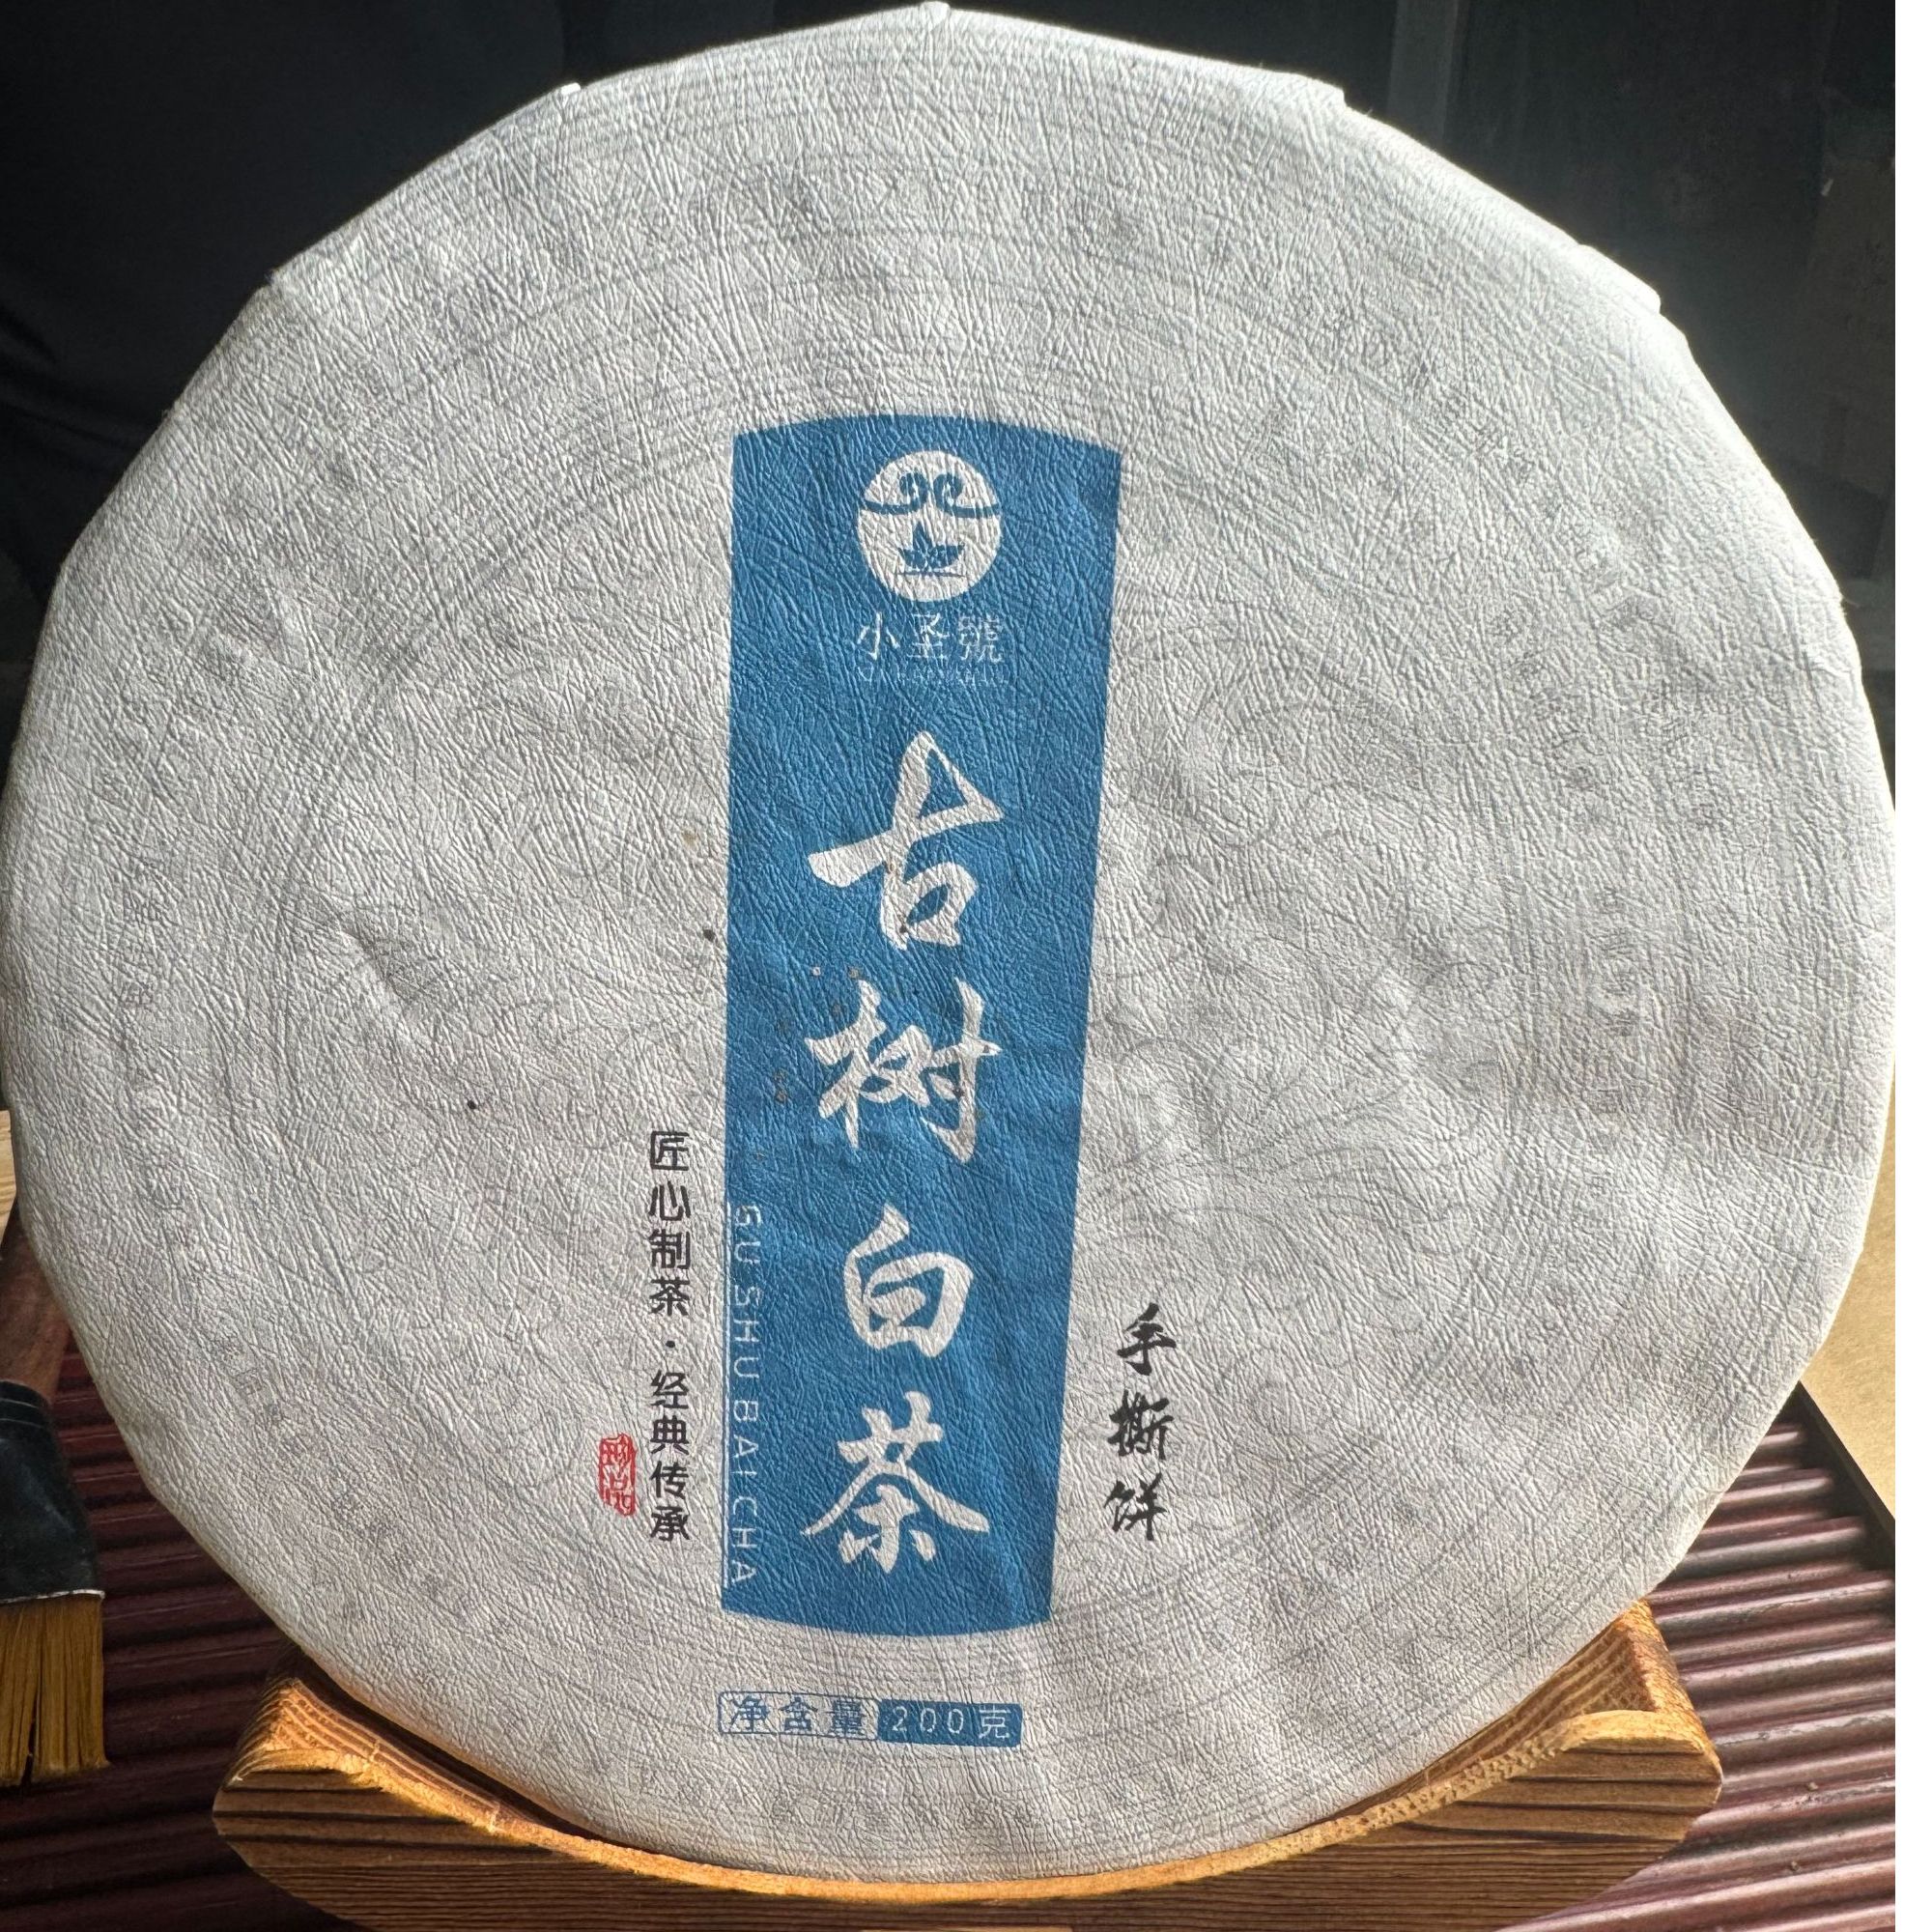 小圣號
古树白茶
GU SHU BAI CHA
匠心制茶·经典传承
手撕饼
净含量 200克